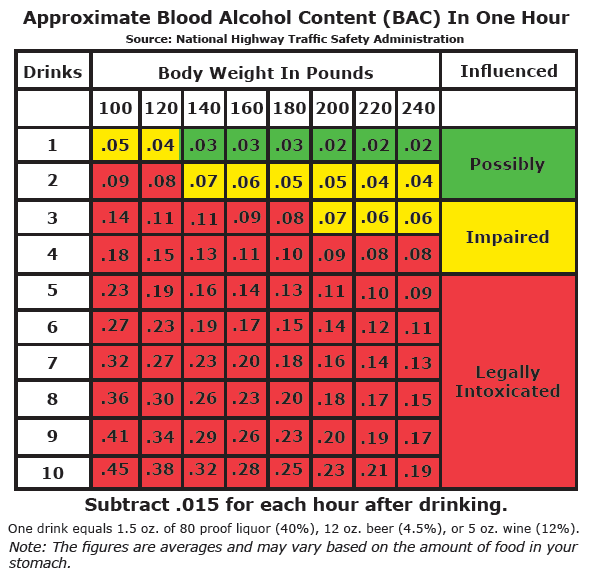 Approximate Blood Alcohol Content (BAC) In One Hour
Source: National Highway Traffic Safety Administration
Drinks Body Weight In Pounds Influenced
100 120 140 160 180 200 220 240
1 .05 .04 .03 .03 .03 .02 .02 .02
Possibly
2 .09 .08 .07 .06 .05 .05 .04 .04
3 .14 .11 .11 .09 .08 .07 .06 .06
Impaired
4 .18 .15 .13 .11 .10 .09 .08 .08
5 .23 .19 .16 .14 .13 .11 .10 .09
6 .27 .23 .19 .17 .15 .14 .12 .11
7 .32 .27 .23 .20 .18 .16 .14 .13
Legally
Intoxicated
8 .36 .30 .26 .23 .20 .18 .17 .15
9 .41 .34 .29 .26 .23 .20 .19 .17
10 .45 .38 .32 .28 .25 .23 .21 .19
Subtract .015 for each hour after drinking.
One drink equals 1.5 oz. of 80 proof liquor (40%), 12 oz. beer (4.5%), or 5 oz. wine (12%).
Note: The figures are averages and may vary based on the amount of food in your
stomach.